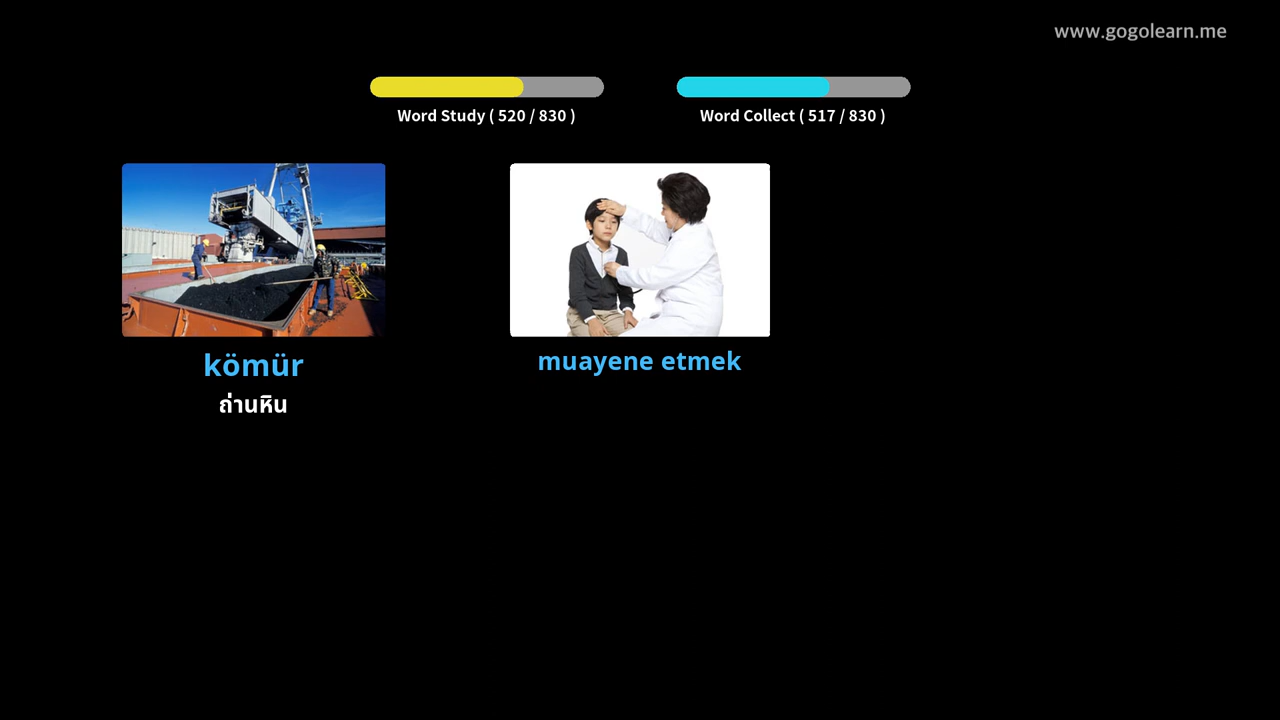 www.gogolearn.me
Word Study ( 520 / 830 )
Word Collect ( 517 / 830 )
kömür
ถ่านหิน
muayene etmek